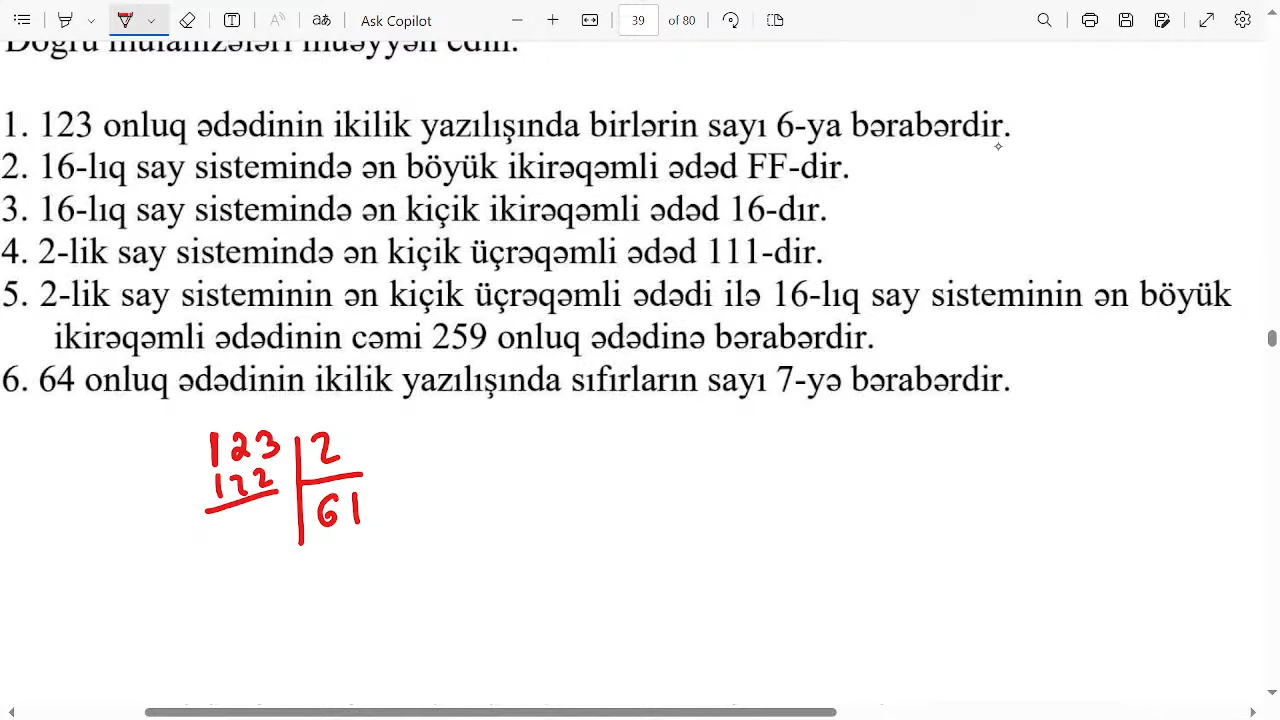 Ask Copilot
39 of 80
Doğru mülahizələri müəyyən edin.
1. 123 onluq ədədinin ikilik yazılışında birlərin sayı 6-ya bərabərdir.
2. 16-lıq say sistemində ən böyük ikirəqəmli ədəd FF-dir.
3. 16-lıq say sistemində ən kiçik ikirəqəmli ədəd 16-dır.
4. 2-lik say sistemində ən kiçik üçrəqəmli ədəd 111-dir.
5. 2-lik say sisteminin ən kiçik üçrəqəmli ədədi ilə 16-lıq say sisteminin ən böyük
ikirəqəmli ədədinin cəmi 259 onluq ədədinə bərabərdir.
6. 64 onluq ədədinin ikilik yazılışında sıfırların sayı 7-yə bərabərdir.
123 2
122 61